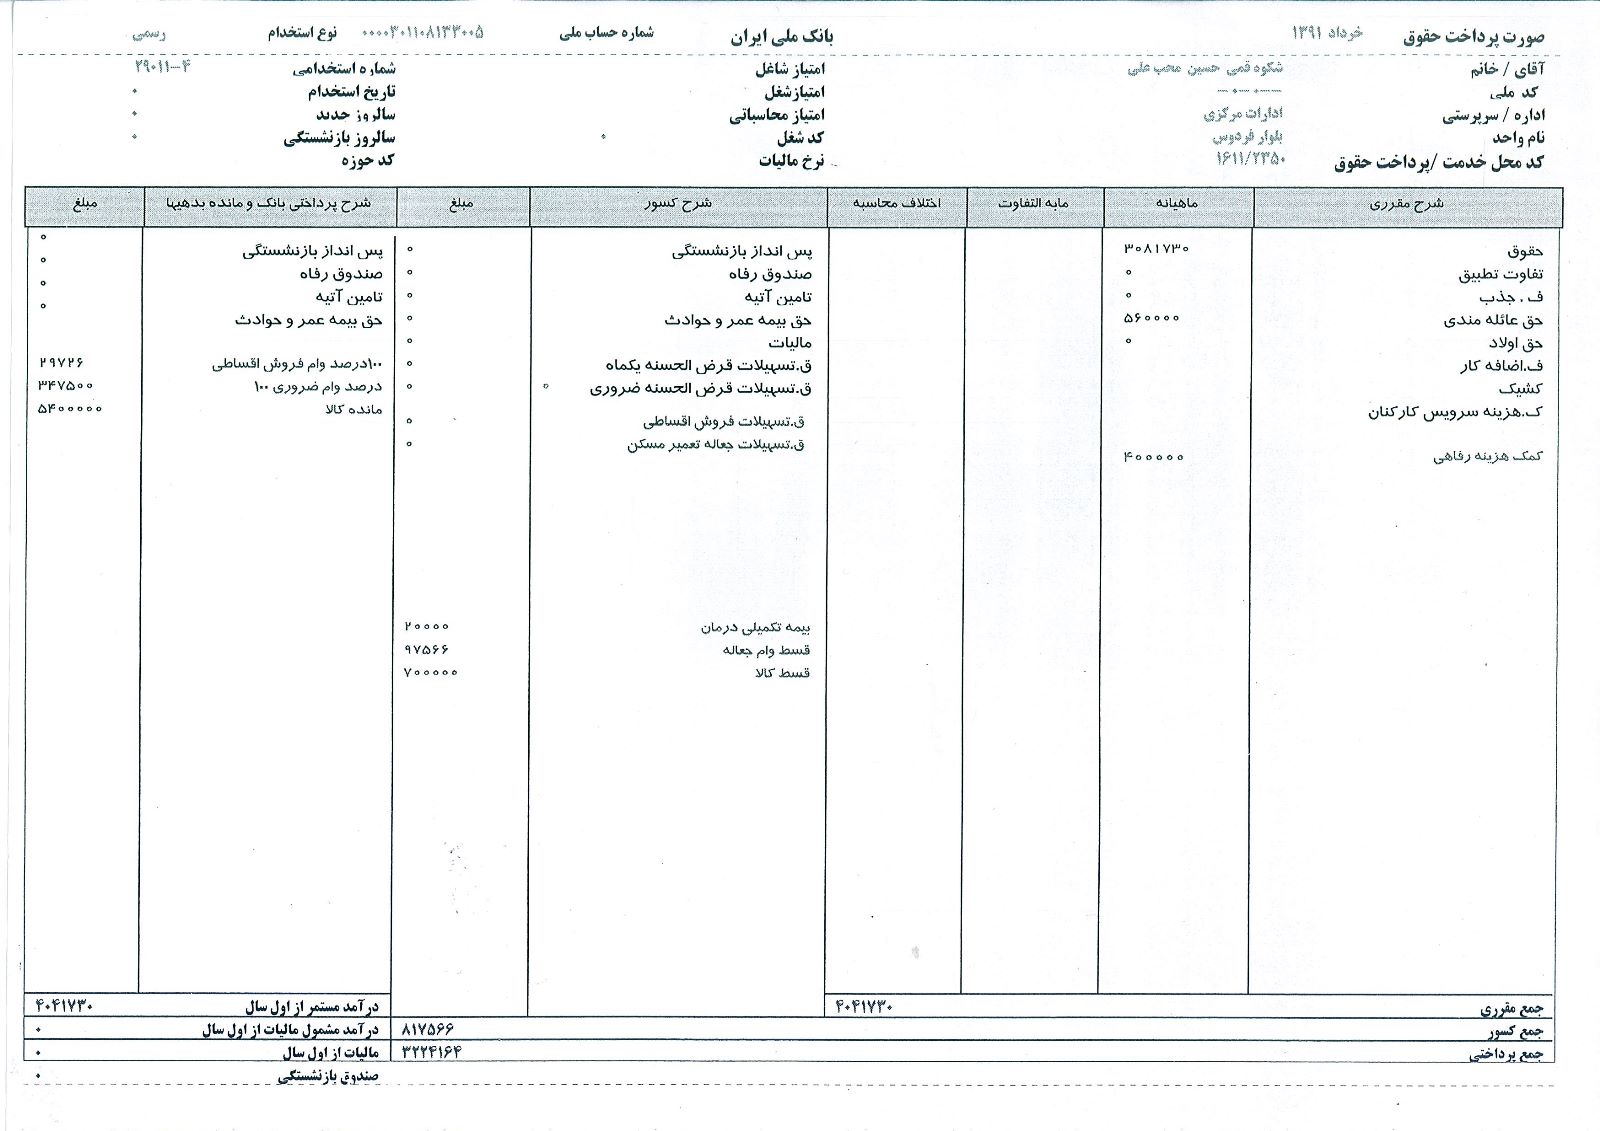 صورت پرداخت حقوق خرداد ۱۳۹۱ بانک ملی ایران شماره حساب ملی ۰۰۰۰۳۰۱۱۰۸۱۳۳۰۰۵ نوع استخدام رسمی
آقای / خانم شکوه قمی حسین محب علی امتیاز شاغل شماره استخدامی ۲۹۰۱۱-۴
کد ملی --۰-۰- امتیازشغل تاریخ استخدام ۰
اداره / سرپرستی ادارات مرکزی امتیاز محاسباتی سالروز جدید ۰
نام واحد بلوار فردوس کد شغل ۰ سالروز بازنشستگی ۰
کد محل خدمت /پرداخت حقوق ۱۶۱۱/۲۳۵۰ نرخ مالیات کد حوزه
شرح مقرری ماهیانه مابه التفاوت اختلاف محاسبه شرح کسور مبلغ شرح پرداختی بانک و مانده بدهیها مبلغ
حقوق ۳۰۸۱۷۳۰ پس انداز بازنشستگی ۰ پس انداز بازنشستگی ۰
تفاوت تطبیق ۰ صندوق رفاه ۰ صندوق رفاه ۰
ف . جذب ۰ تامین آتیه ۰ تامین آتیه ۰
حق عائله مندی ۵۶۰۰۰۰ حق بیمه عمر و حوادث ۰ حق بیمه عمر و حوادث ۰
حق اولاد ۰ مالیات ۰
ف.اضافه کار ق.تسهیلات قرض الحسنه یکماه ۰ ۱۰۰درصد وام فروش اقساطی ۲۹۷۲۶
کشیک ق.تسهیلات قرض الحسنه ضروری ۰ ۰ درصد وام ضروری ۱۰۰ ۳۴۷۵۰۰
ک.هزینه سرویس کارکنان ق.تسهیلات فروش اقساطی ۰ مانده کالا ۵۴۰۰۰۰۰
ق.تسهیلات جعاله تعمیر مسکن ۰
کمک هزینه رفاهی ۴۰۰۰۰۰
بیمه تکمیلی درمان ۲۰۰۰۰
قسط وام جعاله ۹۷۵۶۶
قسط کالا ۷۰۰۰۰۰
جمع مقرری ۴۰۴۱۷۳۰ درآمد مستمر از اول سال ۴۰۴۱۷۳۰
جمع کسور ۸۱۷۵۶۶ درآمد مشمول مالیات از اول سال ۰
جمع پرداختی ۳۲۲۴۱۶۴ مالیات از اول سال ۰
صندوق بازنشستگی ۰